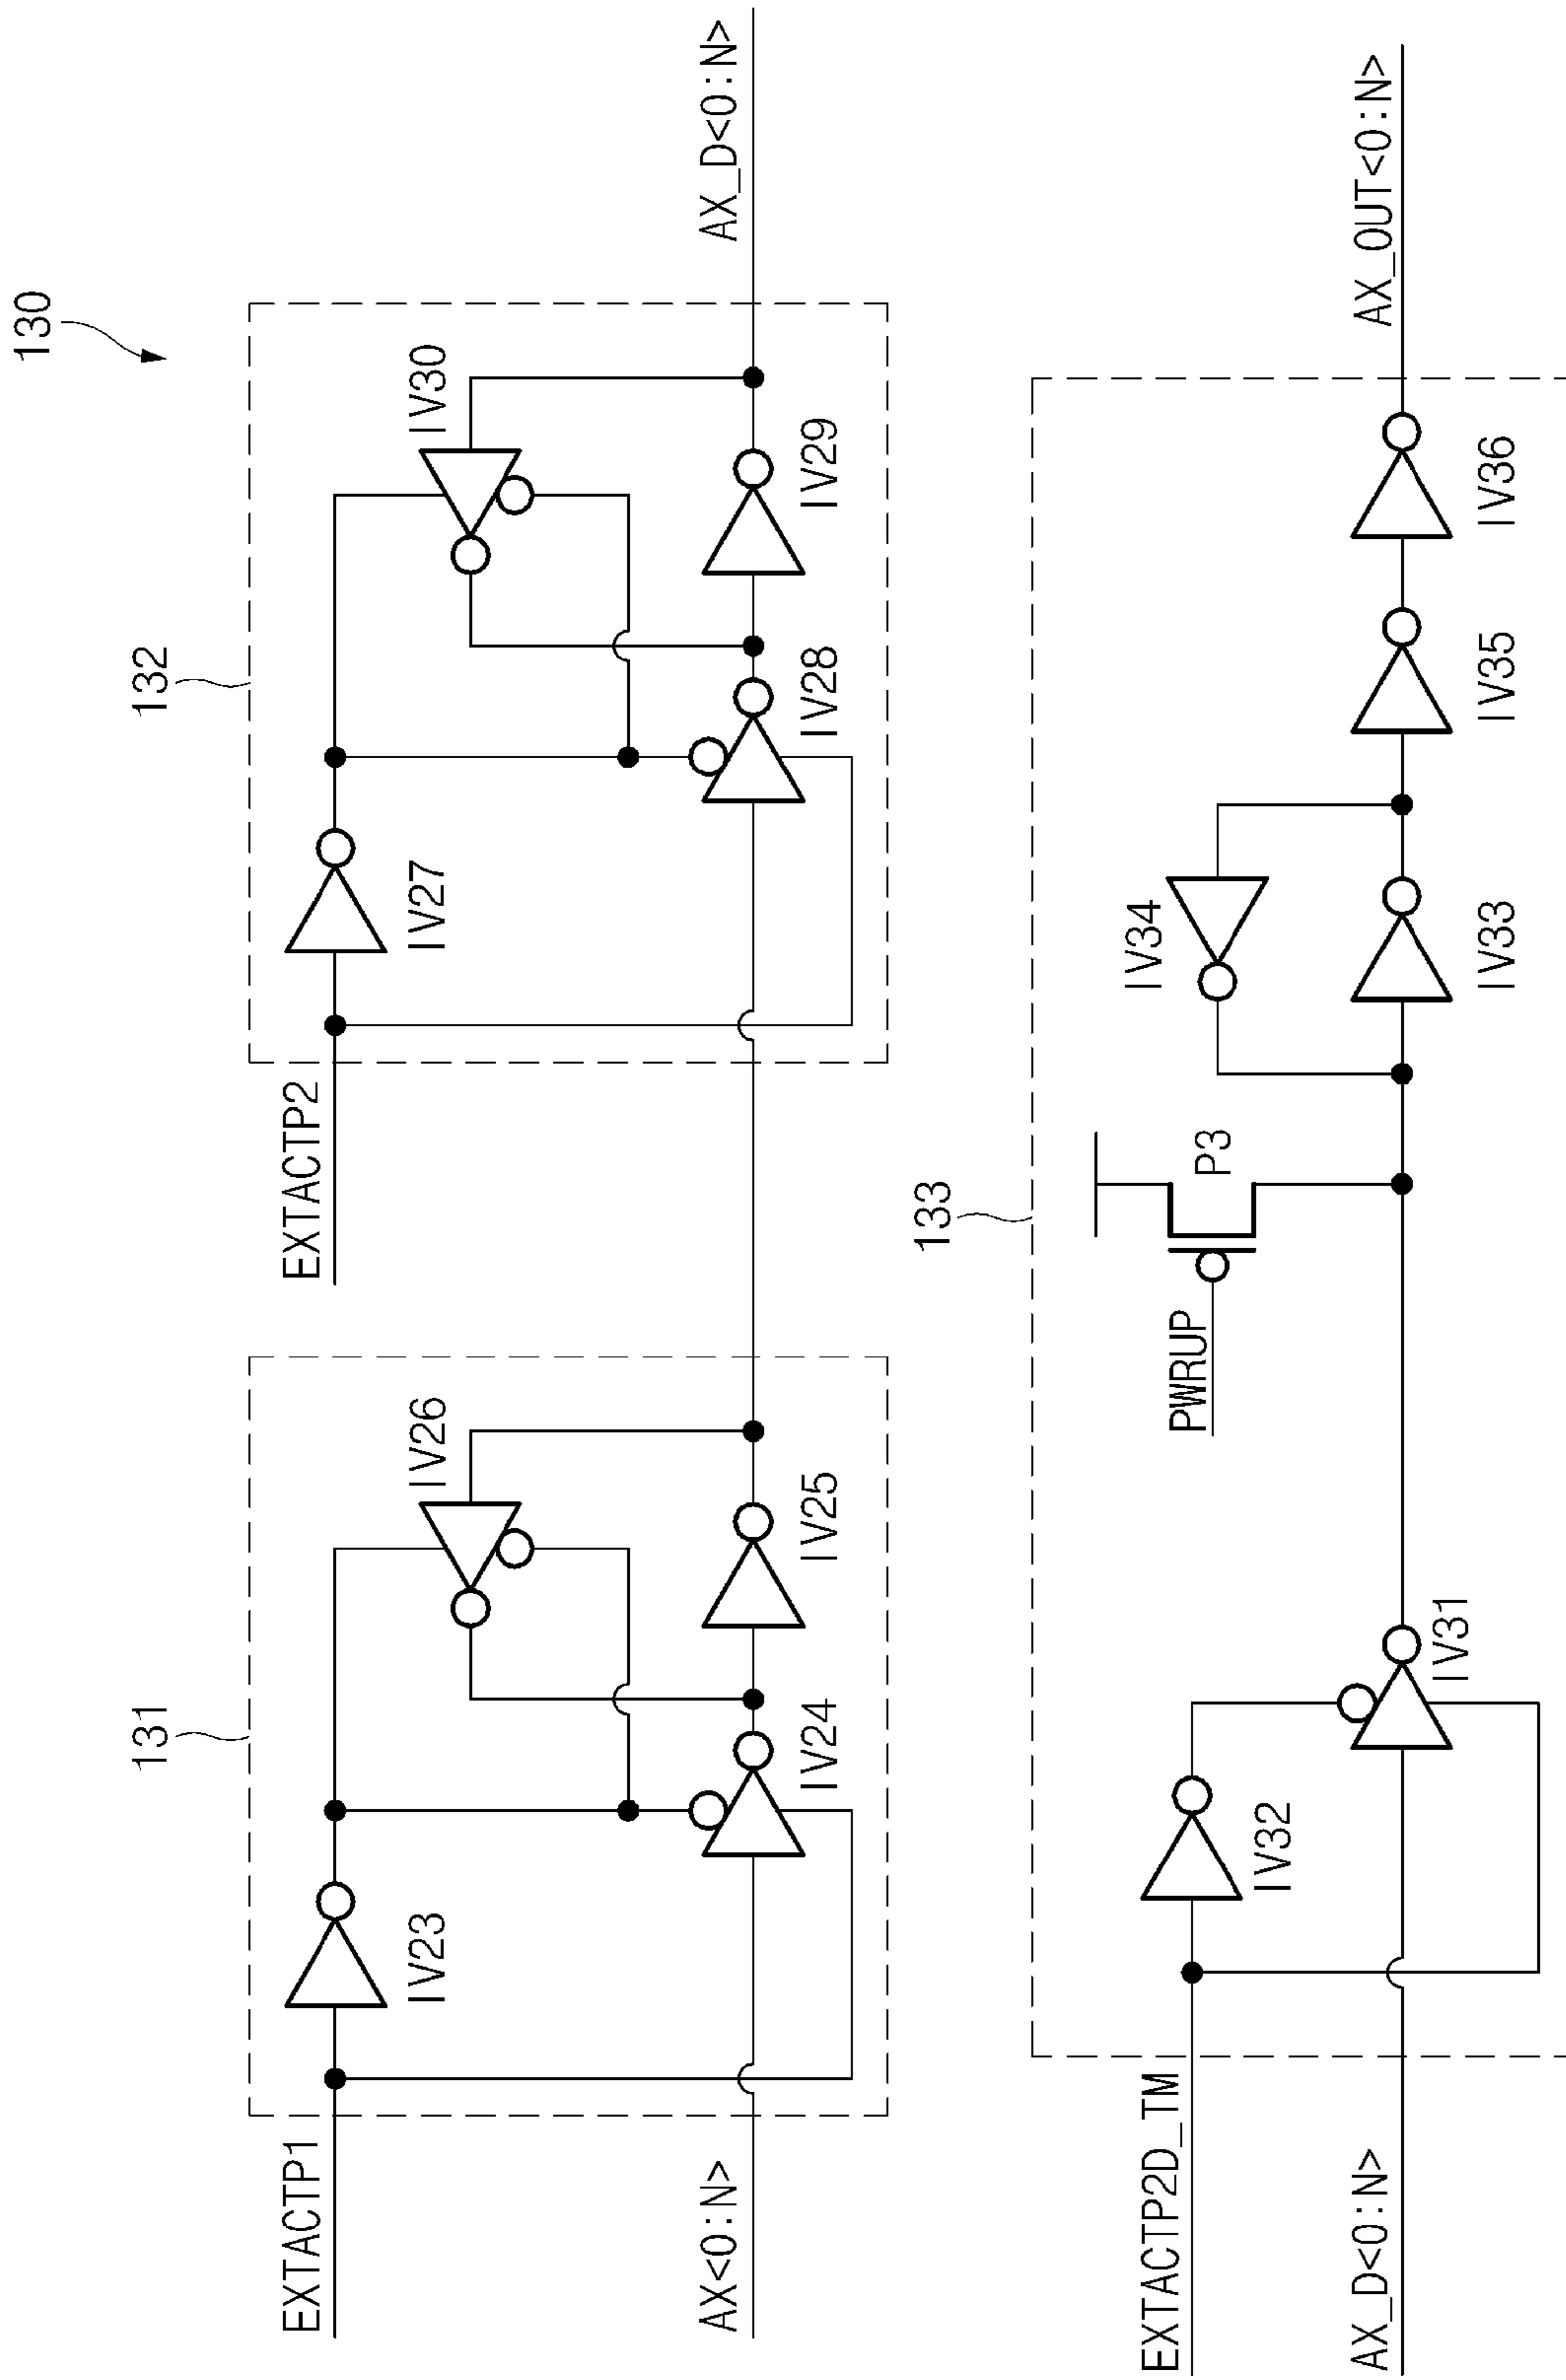 130
131
132
EXTACTP1
IV23
IV26
AX<0:N>
IV24
IV25
EXTACTP2
IV27
IV30
IV28
IV29
AX_D<0:N>
133
EXTACTP2D_TM
IV32
AX_D<0:N>
IV31
PWRUP
P3
IV34
IV33
IV35
IV36
AX_OUT<0:N>